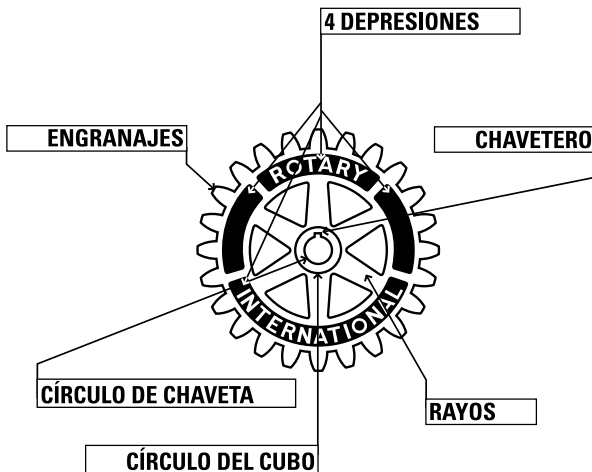 4 DEPRESIONES
ENGRANAJES
CHAVETERO
ROTARY
INTERNATIONAL
CÍRCULO DE CHAVETA
RAYOS
CÍRCULO DEL CUBO